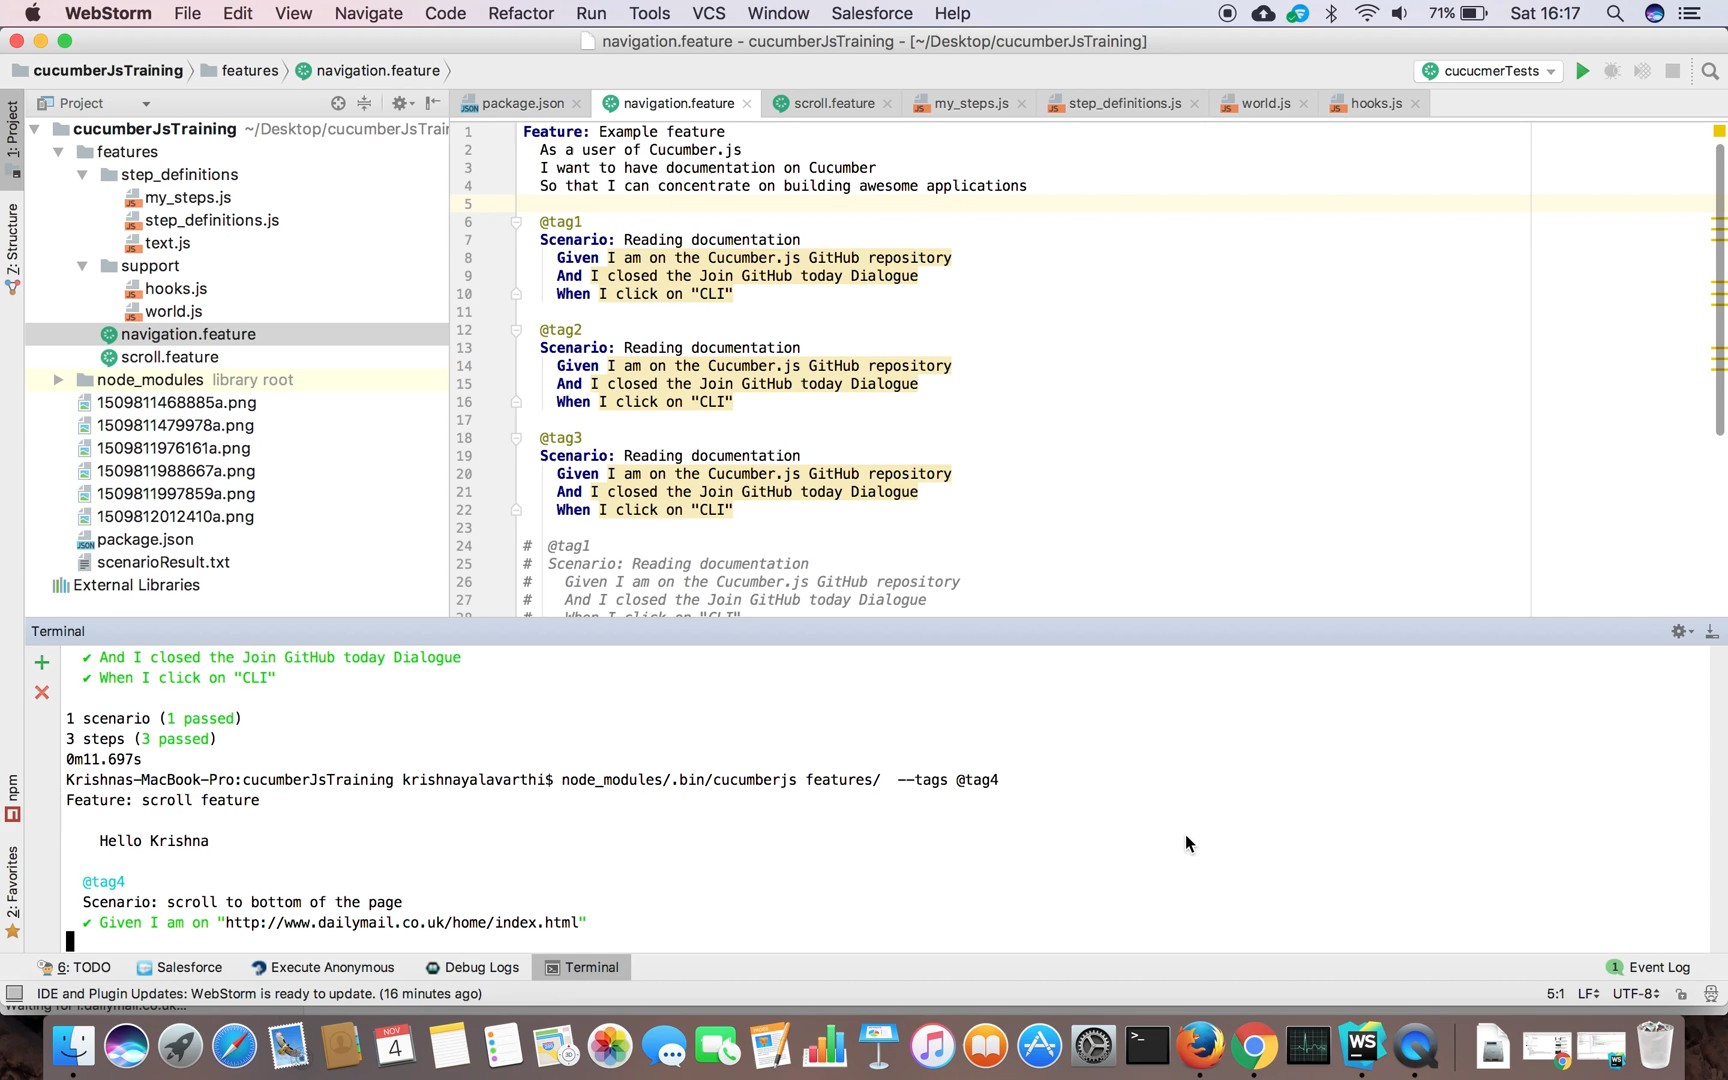 WebStorm File Edit View Navigate Code Refactor Run Tools VCS Window Salesforce Help 71% Sat 16:17
navigation.feature - cucumberJsTraining - [~/Desktop/cucumberJsTraining]
cucumberJsTraining features navigation.feature cucucmerTests
Project package.json navigation.feature scroll.feature my_steps.js step_definitions.js world.js hooks.js
1: Project
7: Structure
npm
2: Favorites
cucumberJsTraining ~/Desktop/cucumberJsTrai
features
step_definitions
my_steps.js
step_definitions.js
text.js
support
hooks.js
world.js
navigation.feature
scroll.feature
node_modules library root
1509811468885a.png
1509811479978a.png
1509811976161a.png
1509811988667a.png
1509811997859a.png
1509812012410a.png
package.json
scenarioResult.txt
External Libraries
1 Feature: Example feature
2 As a user of Cucumber.js
3 I want to have documentation on Cucumber
4 So that I can concentrate on building awesome applications
5
6 @tag1
7 Scenario: Reading documentation
8 Given I am on the Cucumber.js GitHub repository
9 And I closed the Join GitHub today Dialogue
10 When I click on "CLI"
11
12 @tag2
13 Scenario: Reading documentation
14 Given I am on the Cucumber.js GitHub repository
15 And I closed the Join GitHub today Dialogue
16 When I click on "CLI"
17
18 @tag3
19 Scenario: Reading documentation
20 Given I am on the Cucumber.js GitHub repository
21 And I closed the Join GitHub today Dialogue
22 When I click on "CLI"
23
24 # @tag1
25 # Scenario: Reading documentation
26 # Given I am on the Cucumber.js GitHub repository
27 # And I closed the Join GitHub today Dialogue
28 # When I click on "CLI"
Terminal
✔ And I closed the Join GitHub today Dialogue
✔ When I click on "CLI"
1 scenario (1 passed)
3 steps (3 passed)
0m11.697s
Krishnas-MacBook-Pro:cucumberJsTraining krishnayalavarthi$ node_modules/.bin/cucumberjs features/ --tags @tag4
Feature: scroll feature
Hello Krishna
@tag4
Scenario: scroll to bottom of the page
✔ Given I am on "http://www.dailymail.co.uk/home/index.html"
6: TODO Salesforce Execute Anonymous Debug Logs Terminal 1 Event Log
IDE and Plugin Updates: WebStorm is ready to update. (16 minutes ago) 5:1 LF UTF-8
NOV
4
WS